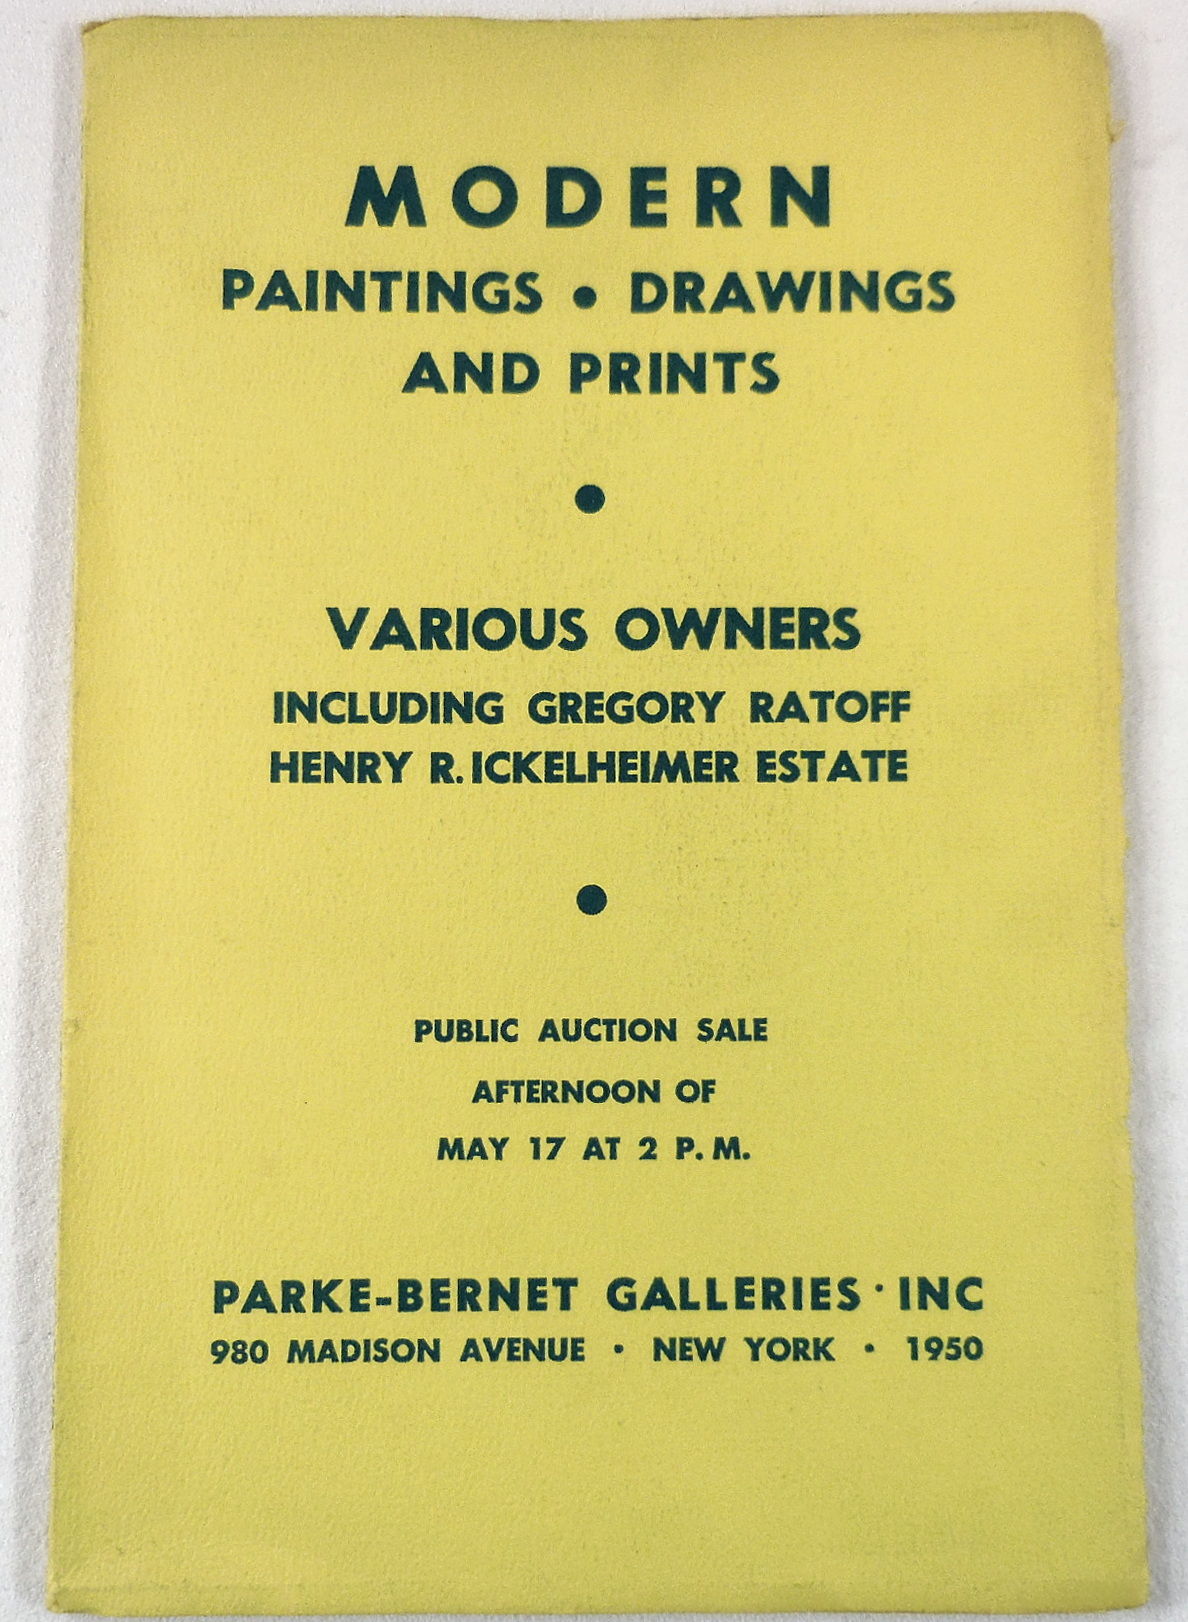 MODERN
PAINTINGS • DRAWINGS
AND PRINTS
•
VARIOUS OWNERS
INCLUDING GREGORY RATOFF
HENRY R. ICKELHEIMER ESTATE
•
PUBLIC AUCTION SALE
AFTERNOON OF
MAY 17 AT 2 P. M.
PARKE-BERNET GALLERIES · INC
980 MADISON AVENUE · NEW YORK · 1950